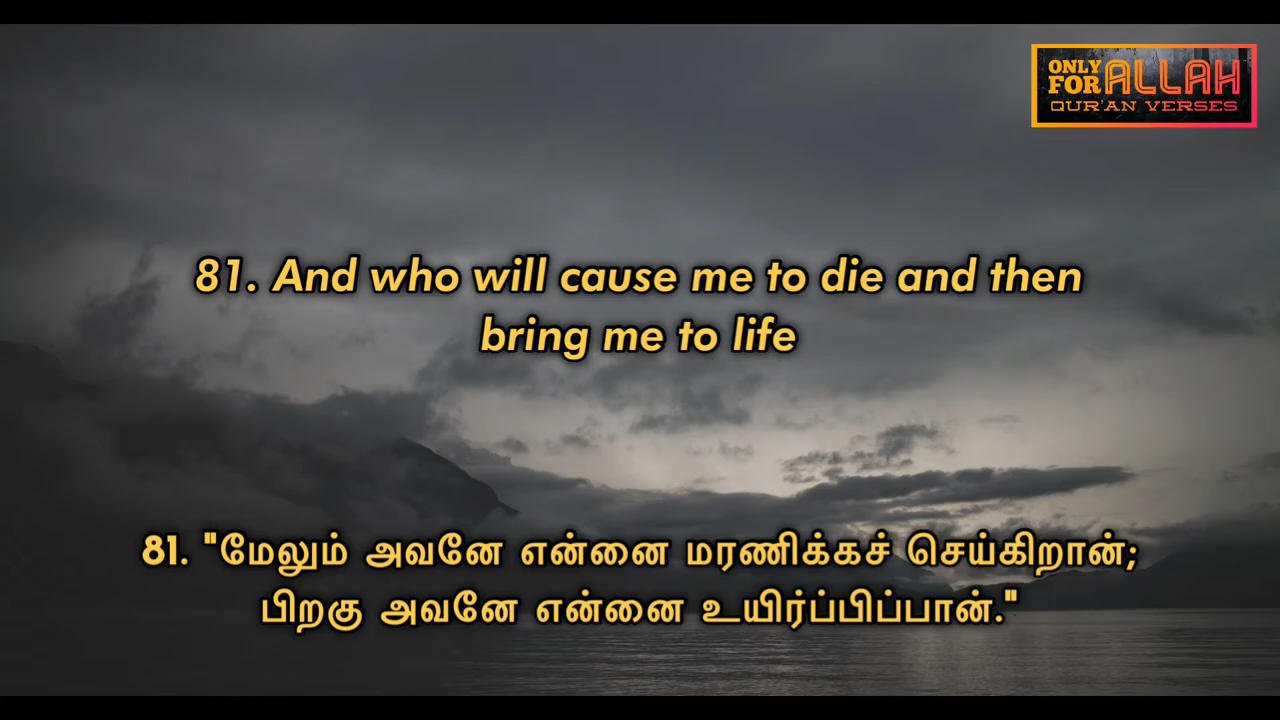 ONLY
FOR ALLAH
QUR'AN VERSES
81. And who will cause me to die and then
bring me to life
81. "மேலும் அவனே என்னை மரணிக்கச் செய்கிறான்;
பிறகு அவனே என்னை உயிர்ப்பிப்பான்."